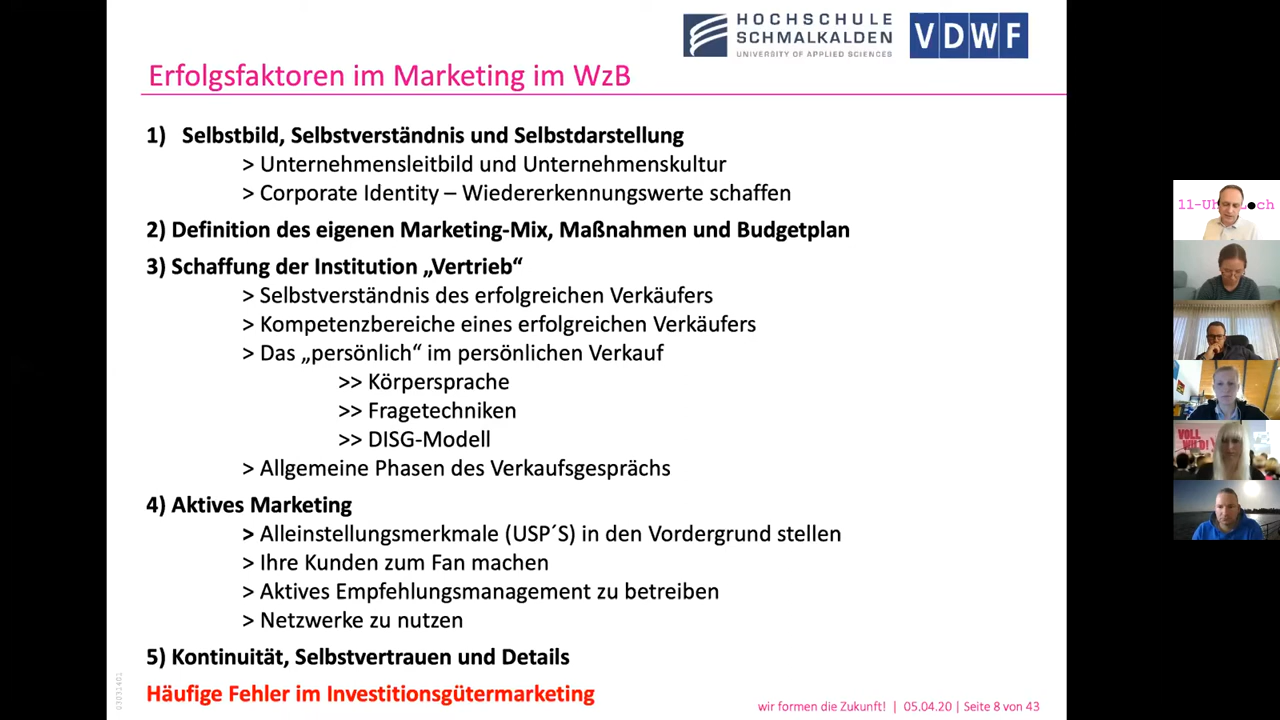 HOCHSCHULE
SCHMALKALDEN
UNIVERSITY OF APPLIED SCIENCES
VDWF
Erfolgsfaktoren im Marketing im WzB
1) Selbstbild, Selbstverständnis und Selbstdarstellung
> Unternehmensleitbild und Unternehmenskultur
> Corporate Identity – Wiedererkennungswerte schaffen
2) Definition des eigenen Marketing-Mix, Maßnahmen und Budgetplan
3) Schaffung der Institution „Vertrieb“
> Selbstverständnis des erfolgreichen Verkäufers
> Kompetenzbereiche eines erfolgreichen Verkäufers
> Das „persönlich“ im persönlichen Verkauf
>> Körpersprache
>> Fragetechniken
>> DISG-Modell
> Allgemeine Phasen des Verkaufsgesprächs
4) Aktives Marketing
> Alleinstellungsmerkmale (USP´S) in den Vordergrund stellen
> Ihre Kunden zum Fan machen
> Aktives Empfehlungsmanagement zu betreiben
> Netzwerke zu nutzen
5) Kontinuität, Selbstvertrauen und Details
Häufige Fehler im Investitionsgütermarketing
wir formen die Zukunft! | 05.04.20 | Seite 8 von 43
VOLL
WILD!